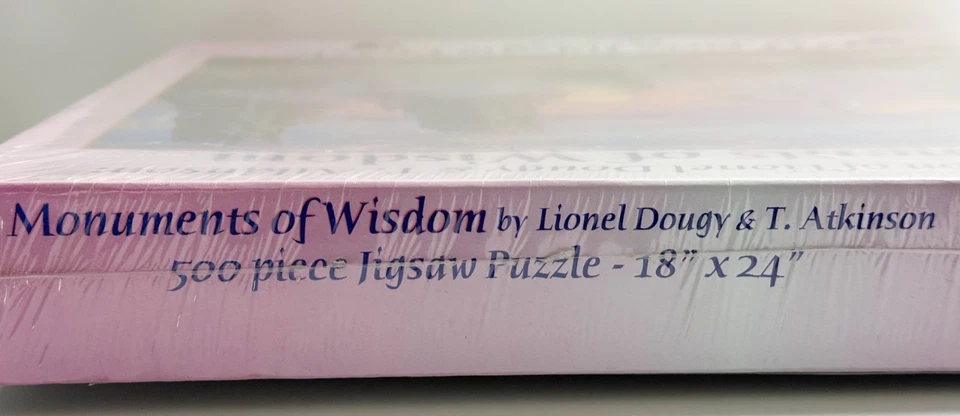 Monuments of Wisdom by Lionel Dougy & T. Atkinson
500 piece Jigsaw Puzzle - 18” x 24”